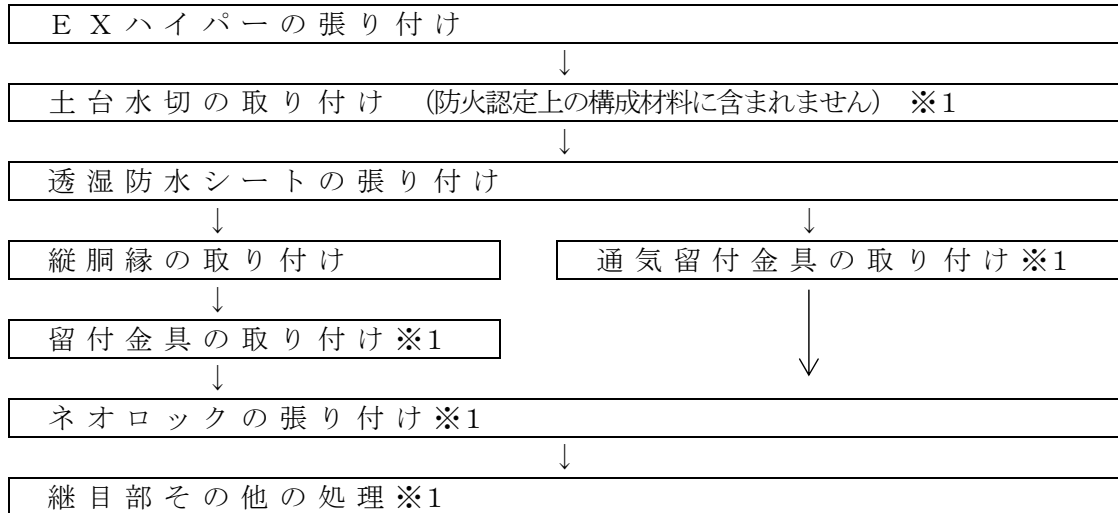 ＥＸハイパーの張り付け
↓
土台水切の取り付け （防火認定上の構成材料に含まれません） ※１
↓
透湿防水シートの張り付け
↓ ↓
縦胴縁の取り付け 通気留付金具の取り付け※１
↓
留付金具の取り付け※１
↓
ネオロックの張り付け※１
↓
継目部その他の処理※１